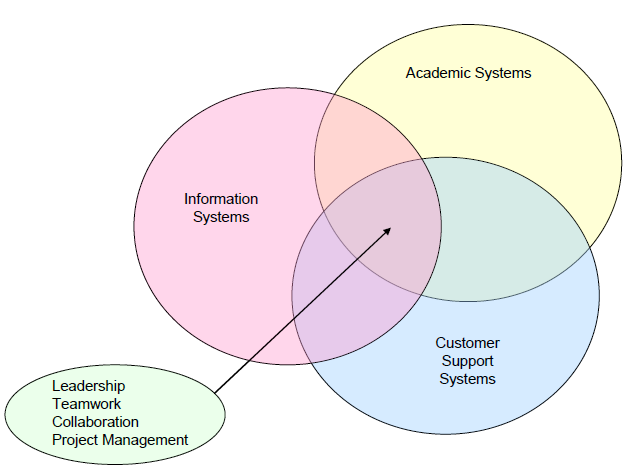 Academic Systems
Information
Systems
Customer
Support
Systems
Leadership
Teamwork
Collaboration
Project Management